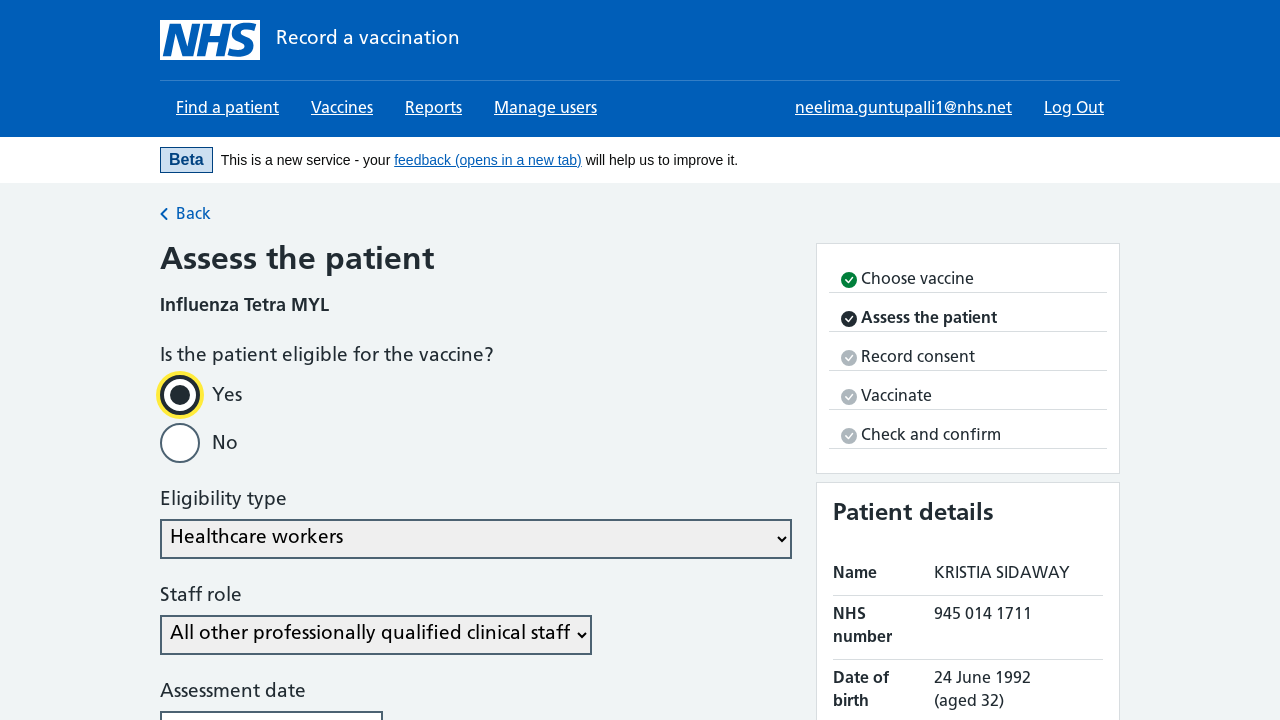 NHS Record a vaccination
Find a patient Vaccines Reports Manage users neelima.guntupalli1@nhs.net Log Out
Beta This is a new service - your feedback (opens in a new tab) will help us to improve it.
Back
Assess the patient
Influenza Tetra MYL
Is the patient eligible for the vaccine?
Yes
No
Eligibility type
Healthcare workers
Staff role
All other professionally qualified clinical staff
Assessment date
Choose vaccine
Assess the patient
Record consent
Vaccinate
Check and confirm
Patient details
Name KRISTIA SIDAWAY
NHS number 945 014 1711
Date of birth 24 June 1992 (aged 32)